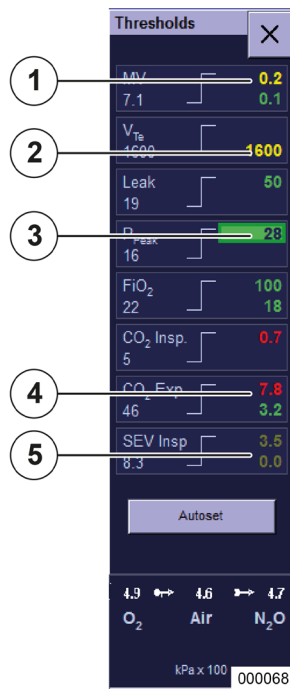 Thresholds
1
MV 0.2
7.1 0.1
V_Te
2
1600 1600
Leak 50
19
3
P_Peak 28
16
FiO₂ 100
22 18
CO₂ Insp. 0.7
5
4
CO₂ Exp 7.8
46 3.2
SEV Insp 3.5
5
8.3 0.0
Autoset
4.9 4.6 4.7
O₂ Air N₂O
kPa x 100
000068